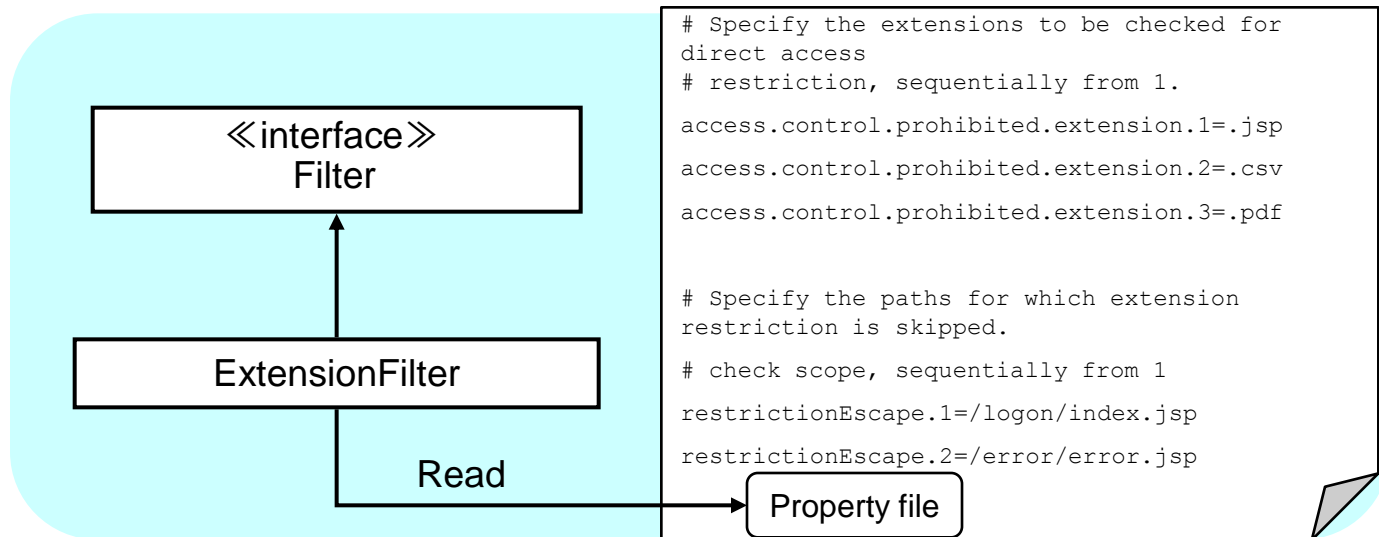 ≪interface≫
Filter
ExtensionFilter
Read
Property file
# Specify the extensions to be checked for
direct access
# restriction, sequentially from 1.
access.control.prohibited.extension.1=.jsp
access.control.prohibited.extension.2=.csv
access.control.prohibited.extension.3=.pdf
# Specify the paths for which extension
restriction is skipped.
# check scope, sequentially from 1
restrictionEscape.1=/logon/index.jsp
restrictionEscape.2=/error/error.jsp